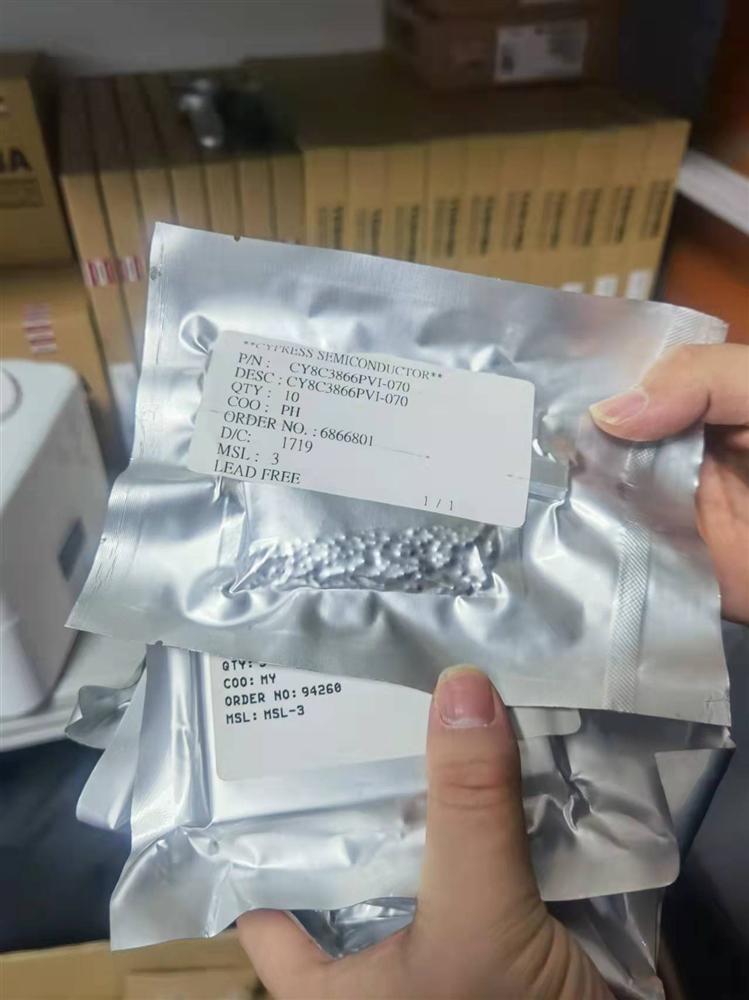 **CYPRESS SEMICONDUCTOR**
P/N : CY8C3866PVI-070
DESC : CY8C3866PVI-070
QTY : 10
COO : PH
ORDER NO. : 6866801
D/C: 1719
MSL : 3
LEAD FREE
1 / 1
QTY:
COO: MY
ORDER NO: 94260
MSL: MSL-3